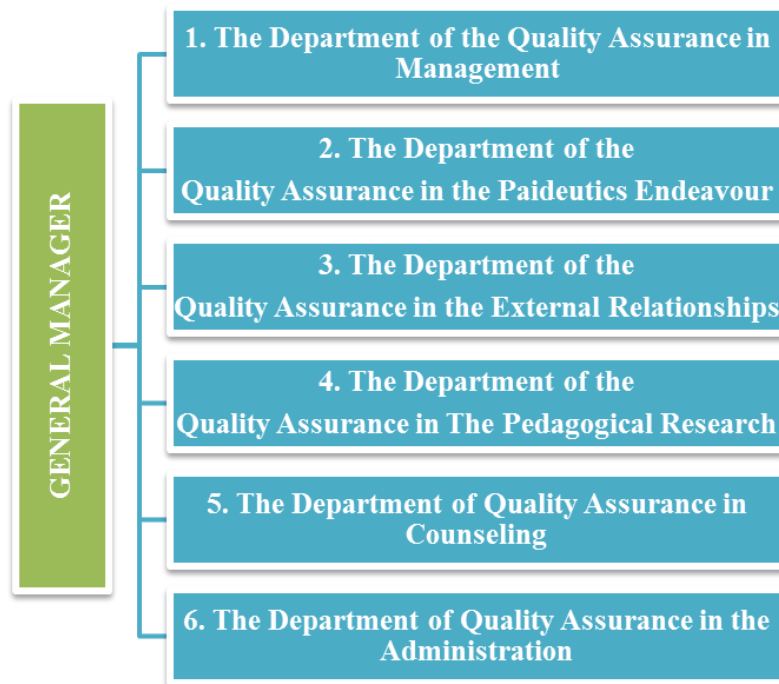 GENERAL MANAGER
1. The Department of the Quality Assurance in
Management
2. The Department of the
Quality Assurance in the Paideutics Endeavour
3. The Department of the
Quality Assurance in the External Relationships
4. The Department of the
Quality Assurance in The Pedagogical Research
5. The Department of Quality Assurance in
Counseling
6. The Department of Quality Assurance in the
Administration